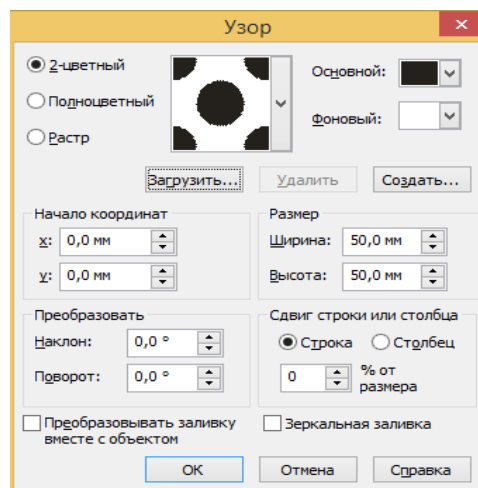 Узор
2-цветный
Полноцветный
Растр
Основной:
Фоновый:
Загрузить... Удалить Создать...
Начало координат
x: 0,0 мм
y: 0,0 мм
Размер
Ширина: 50,0 мм
Высота: 50,0 мм
Преобразовать
Наклон: 0,0 °
Поворот: 0,0 °
Сдвиг строки или столбца
Строка Столбец
0 % от
размера
Преобразовывать заливку
вместе с объектом
Зеркальная заливка
ОК Отмена Справка